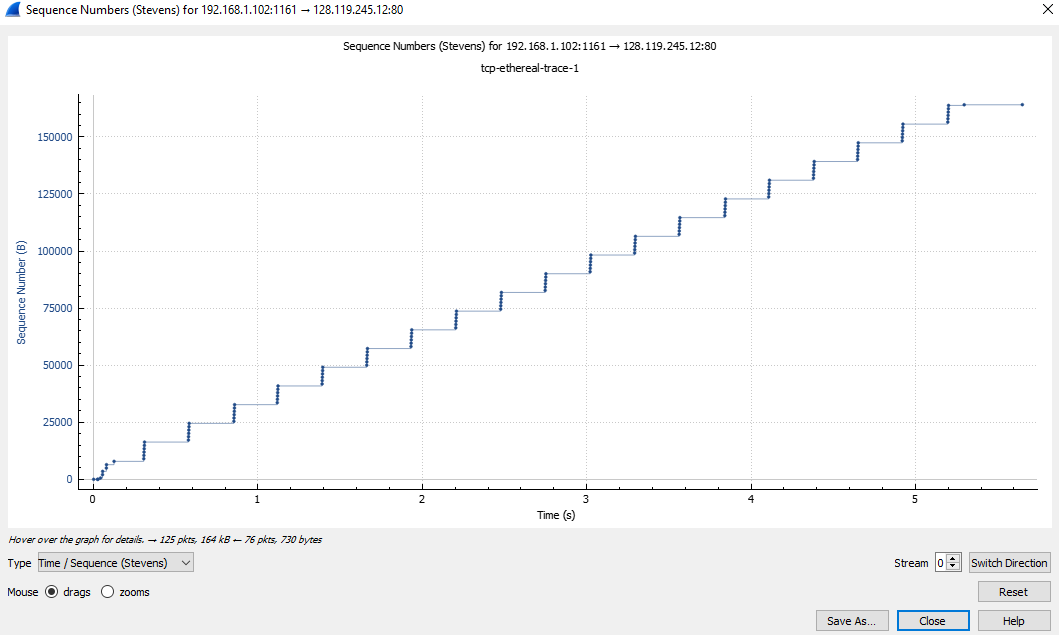 Sequence Numbers (Stevens) for 192.168.1.102:1161 → 128.119.245.12:80
Sequence Numbers (Stevens) for 192.168.1.102:1161 → 128.119.245.12:80
tcp-ethereal-trace-1
Sequence Number (B)
150000
125000
100000
75000
50000
25000
0
0 1 2 3 4 5
Time (s)
Hover over the graph for details. → 125 pkts, 164 kB ← 76 pkts, 730 bytes
Type Time / Sequence (Stevens) Stream 0 Switch Direction
Mouse drags zooms Reset
Save As... Close Help